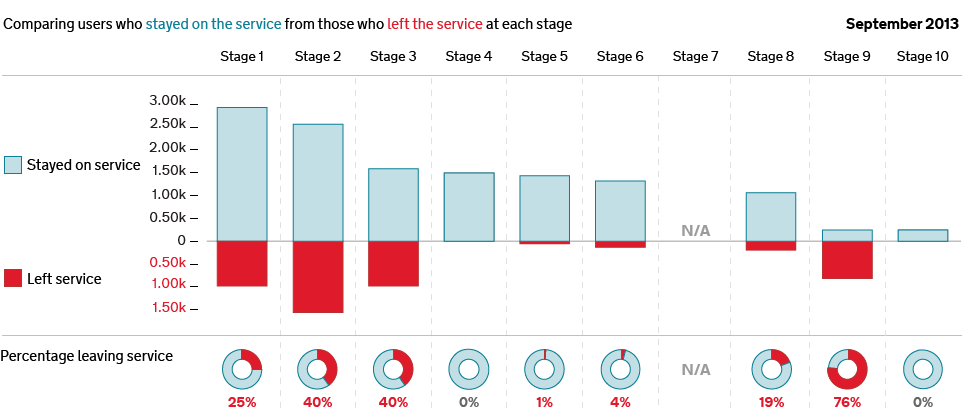 Comparing users who stayed on the service from those who left the service at each stage
September 2013
Stage 1 Stage 2 Stage 3 Stage 4 Stage 5 Stage 6 Stage 7 Stage 8 Stage 9 Stage 10
3.00k
2.50k
2.00k
Stayed on service
1.50k
1.00k
0.50k
N/A
0
0.50k
Left service
1.00k
1.50k
Percentage leaving service
N/A
25% 40% 40% 0% 1% 4% 19% 76% 0%